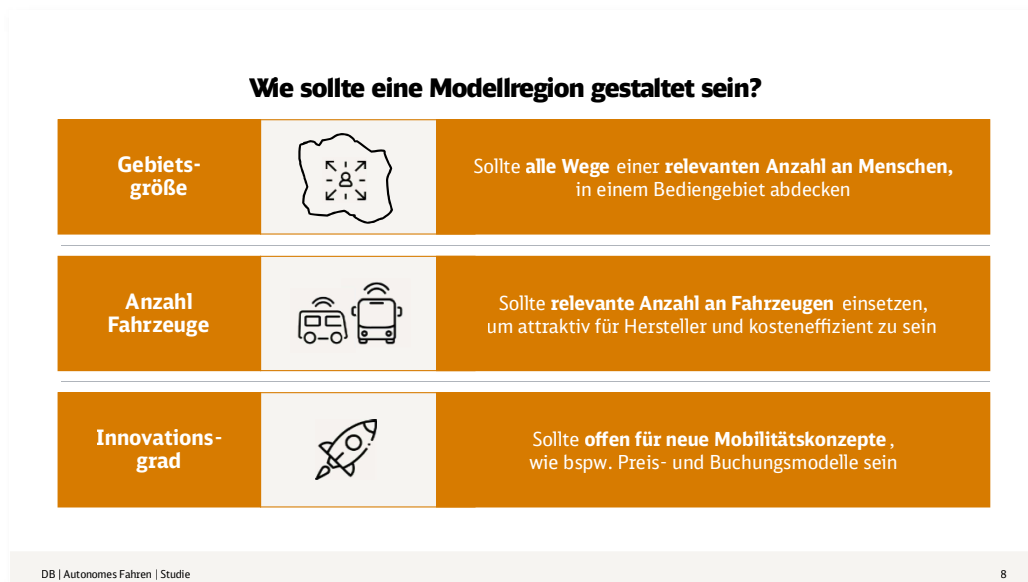 Wie sollte eine Modellregion gestaltet sein?
Gebiets-
größe
Sollte alle Wege einer relevanten Anzahl an Menschen,
in einem Bediengebiet abdecken
Anzahl
Fahrzeuge
Sollte relevante Anzahl an Fahrzeugen einsetzen,
um attraktiv für Hersteller und kosteneffizient zu sein
Innovations-
grad
Sollte offen für neue Mobilitätskonzepte ,
wie bspw. Preis- und Buchungsmodelle sein
DB | Autonomes Fahren | Studie
8